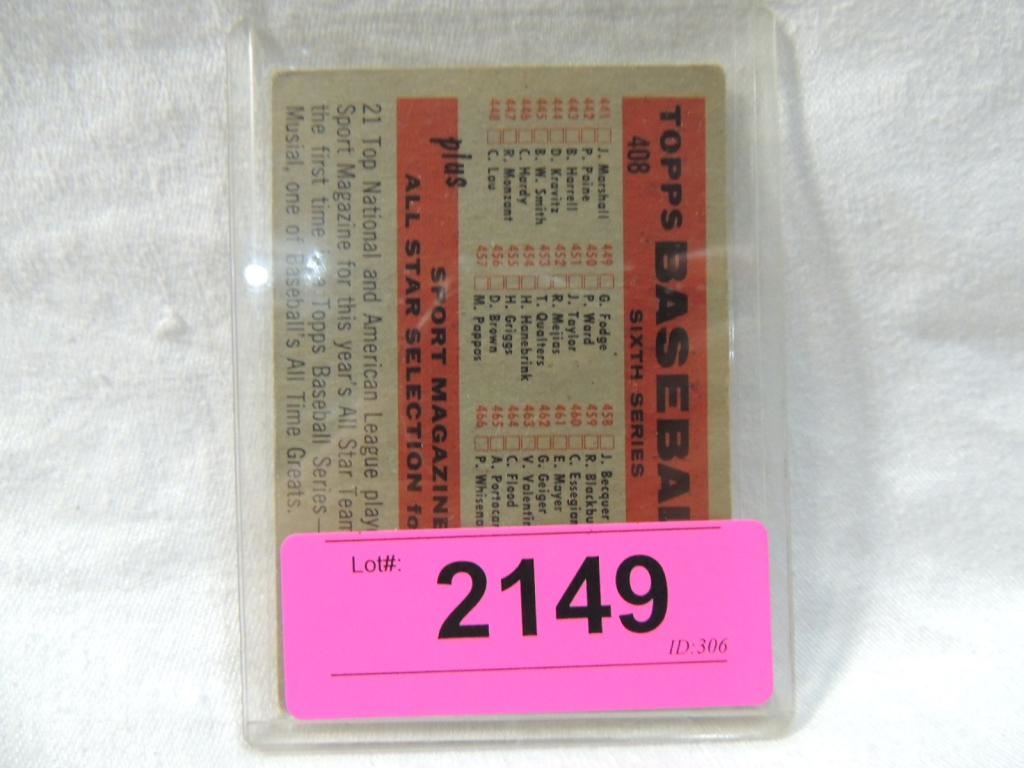 TOPPS BASEBAL
408
SIXTH SERIES
441 J. Marshall
442 P. Paine
443 B. Harrell
444 D. Kravitz
445 B. W. Smith
446 C. Hardy
447 R. Monzant
448 C. Lau
449 G. Fodge
450 P. Ward
451 J. Taylor
452 R. Mejias
453 T. Qualters
454 H. Hanebrink
455 H. Griggs
456 D. Brown
457 M. Pappas
458 J. Becquer
459 R. Blackbu
460 C. Essegian
461 E. Mayer
462 G. Geiger
463 V. Valentin
464 C. Flood
465 A. Portocar
466 P. Whisena
plus SPORT MAGAZINE
ALL STAR SELECTION fo
21 Top National and American League play
Sport Magazine for this year's All Star Team
the first time in a Topps Baseball Series—
Musial, one of Baseball's All Time Greats.
Lot#: 2149
ID:306